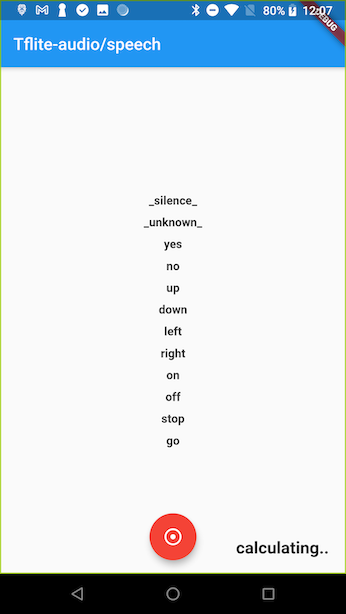 80% 12:07
DEBUG
Tflite-audio/speech
_silence_
_unknown_
yes
no
up
down
left
right
on
off
stop
go
calculating..